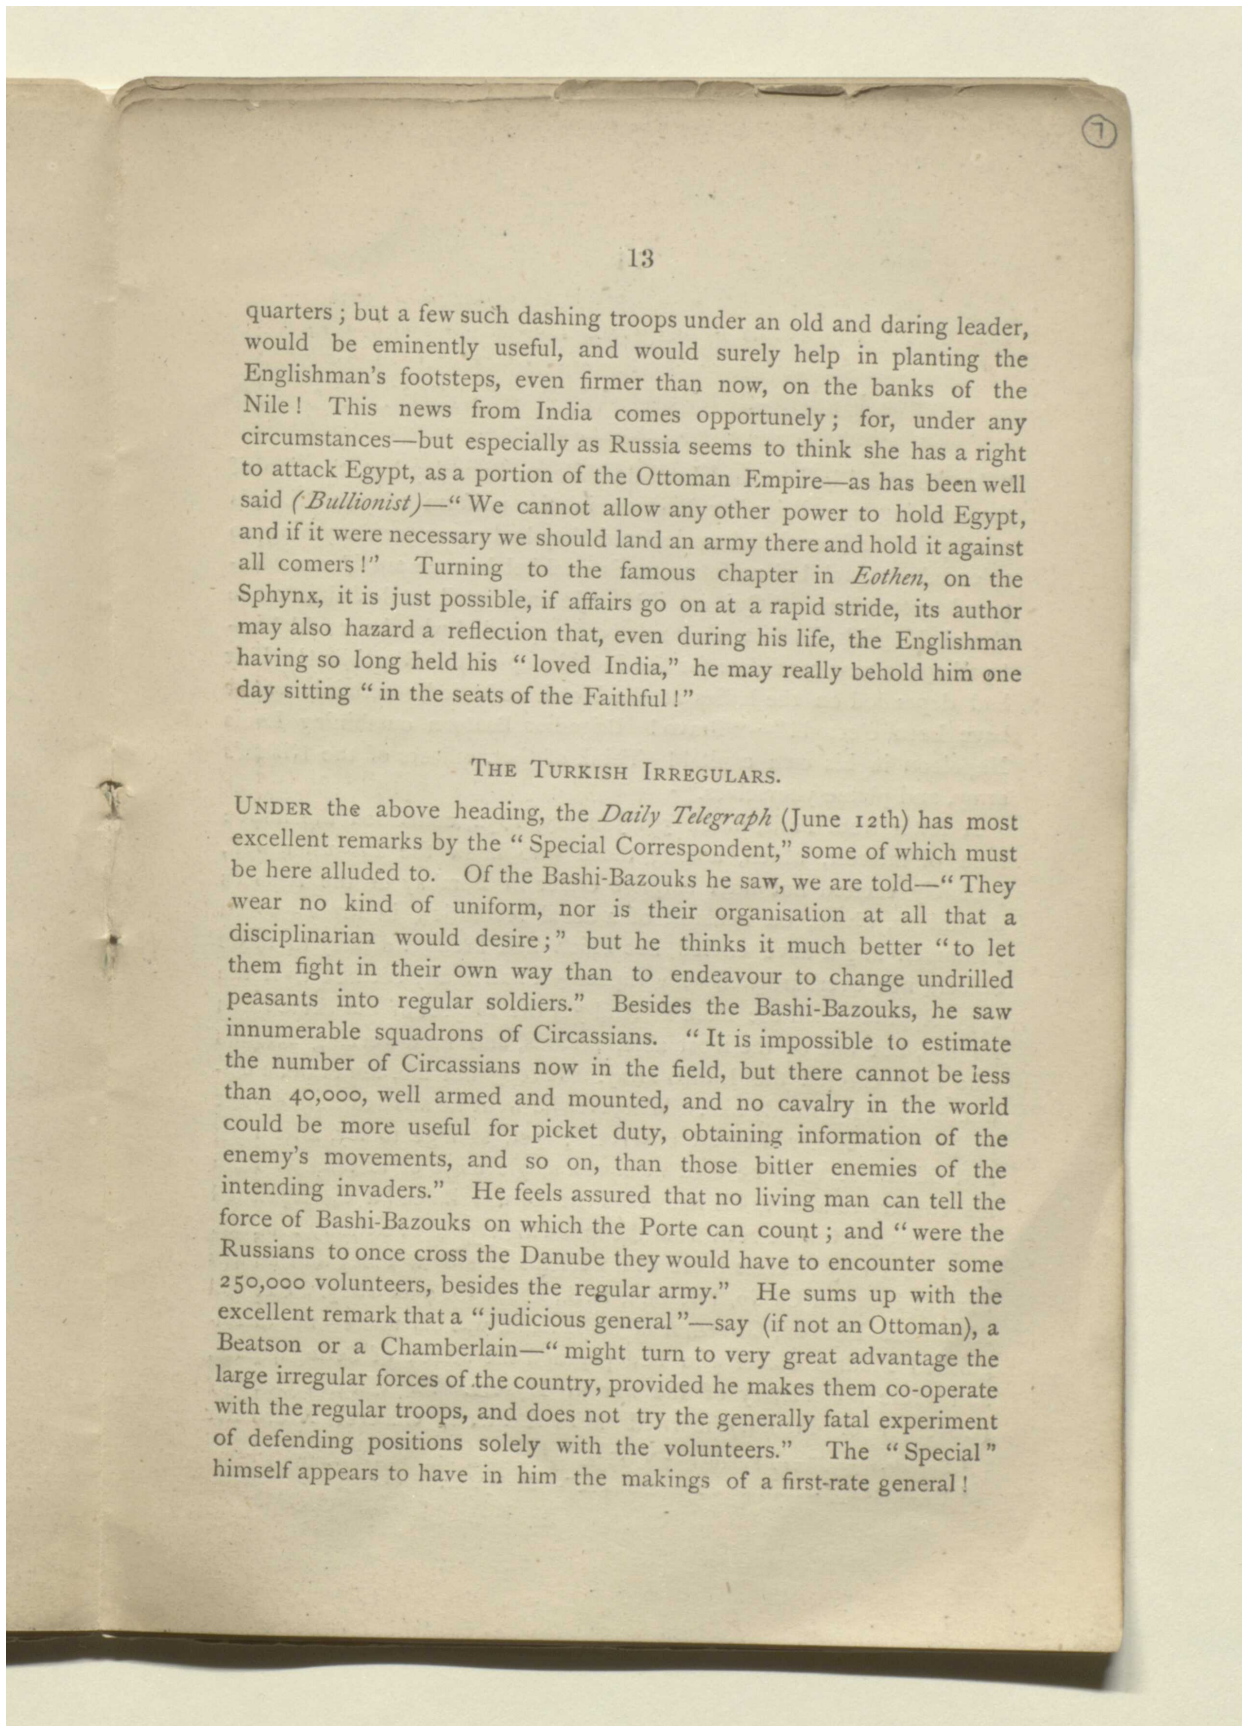 7
13
quarters ; but a few such dashing troops under an old and daring leader,
would be eminently useful, and would surely help in planting the
Englishman's footsteps, even firmer than now, on the banks of the
Nile ! This news from India comes opportunely ; for, under any
circumstances—but especially as Russia seems to think she has a right
to attack Egypt, as a portion of the Ottoman Empire—as has been well
said (Bullionist)—“ We cannot allow any other power to hold Egypt,
and if it were necessary we should land an army there and hold it against
all comers !” Turning to the famous chapter in Eothen, on the
Sphynx, it is just possible, if affairs go on at a rapid stride, its author
may also hazard a reflection that, even during his life, the Englishman
having so long held his “ loved India,” he may really behold him one
day sitting “ in the seats of the Faithful !”
THE TURKISH IRREGULARS.
UNDER the above heading, the Daily Telegraph (June 12th) has most
excellent remarks by the “ Special Correspondent,” some of which must
be here alluded to. Of the Bashi-Bazouks he saw, we are told—“ They
wear no kind of uniform, nor is their organisation at all that a
disciplinarian would desire ;” but he thinks it much better “ to let
them fight in their own way than to endeavour to change undrilled
peasants into regular soldiers.” Besides the Bashi-Bazouks, he saw
innumerable squadrons of Circassians. “ It is impossible to estimate
the number of Circassians now in the field, but there cannot be less
than 40,000, well armed and mounted, and no cavalry in the world
could be more useful for picket duty, obtaining information of the
enemy's movements, and so on, than those bitter enemies of the
intending invaders.” He feels assured that no living man can tell the
force of Bashi-Bazouks on which the Porte can count ; and “ were the
Russians to once cross the Danube they would have to encounter some
250,000 volunteers, besides the regular army.” He sums up with the
excellent remark that a “ judicious general ”—say (if not an Ottoman), a
Beatson or a Chamberlain—“ might turn to very great advantage the
large irregular forces of the country, provided he makes them co-operate
with the regular troops, and does not try the generally fatal experiment
of defending positions solely with the volunteers.” The “ Special ”
himself appears to have in him the makings of a first-rate general !